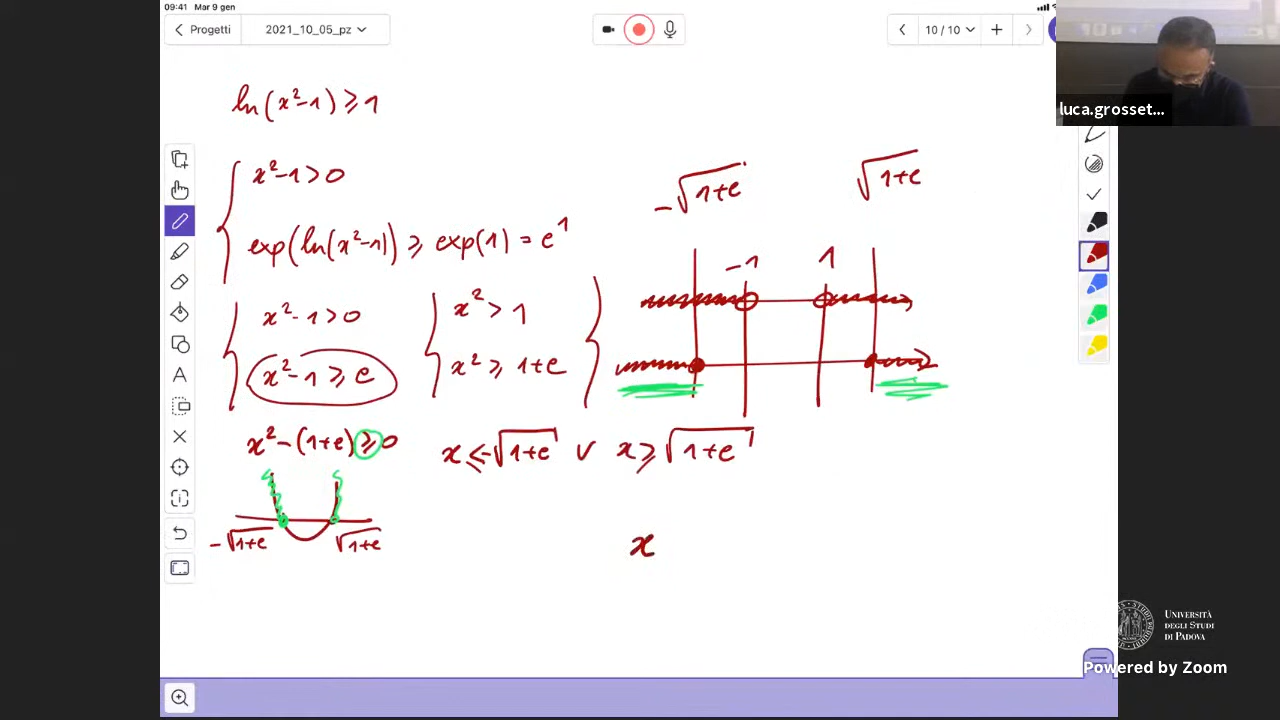 09:41 Mar 9 gen
Progetti
2021_10_05_pz
10 / 10
luca.grosset...
ln(x²-1) ≥ 1
x²-1 > 0
exp(ln(x²-1)) ≥ exp(1) = e¹
x²-1 > 0
x²-1 ≥ e
x² > 1
x² ≥ 1+e
-√1+e
√1+e
-1
1
x²-(1+e) ≥ 0
x ≤ -√1+e ∨ x ≥ √1+e
-√1+e
√1+e
x
A
UNIVERSITÀ
DEGLI STUDI
DI PADOVA
Powered by Zoom